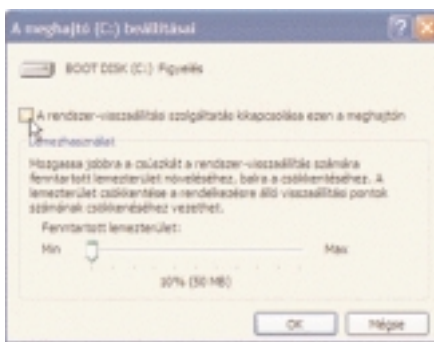 A meghajtó (C:) beállításai
BOOT DISK (C:) Figyelés
A rendszer-visszaállítás szolgáltatás kikapcsolása ezen a meghajtón
Lemezhasználat
Mozgassa jobbra a csúszkát a rendszer-visszaállítás számára
fenntartott lemezterület növeléséhez, balra a csökkentéséhez. A
lemezterület csökkentése a rendelkezésre álló visszaállítási pontok
számának csökkenéséhez vezethet.
Fenntartott lemezterület:
Min Max
10% (50 MB)
OK Mégse